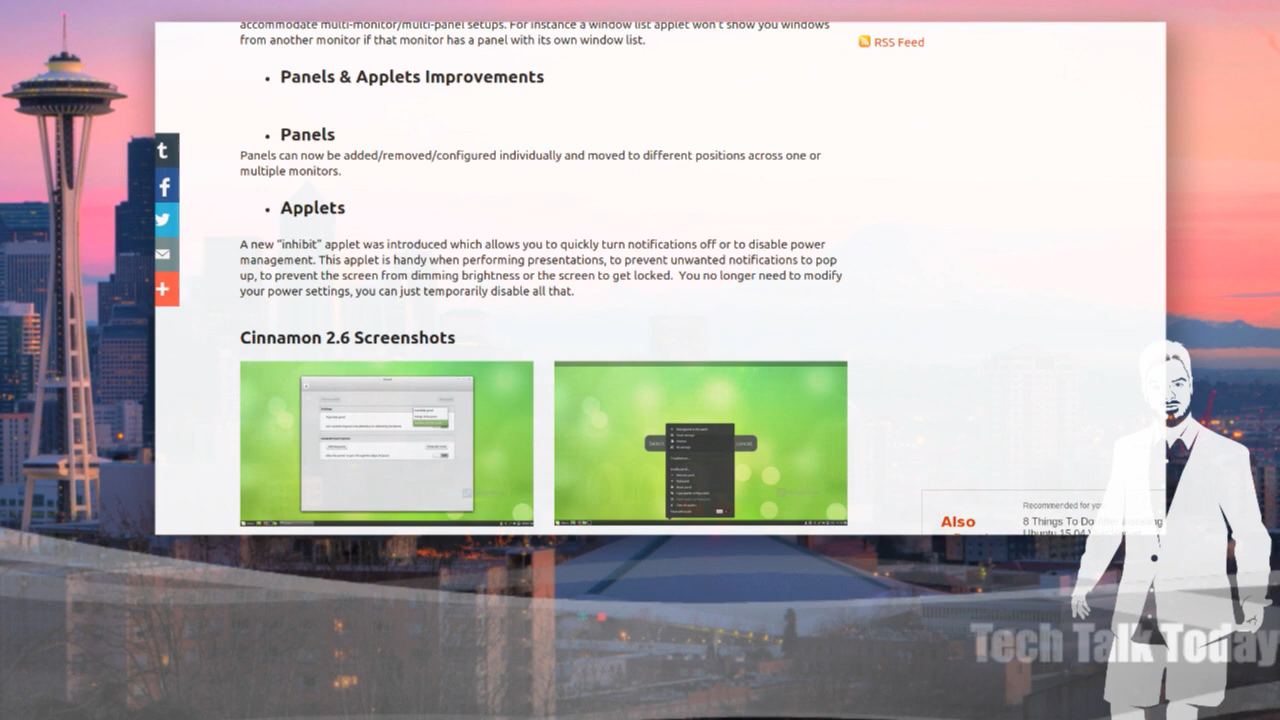 accommodate multi-monitor/multi-panel setups. For instance a window list applet won't show you windows
from another monitor if that monitor has a panel with its own window list.
RSS Feed
• Panels & Applets Improvements
• Panels
Panels can now be added/removed/configured individually and moved to different positions across one or
multiple monitors.
• Applets
A new "inhibit" applet was introduced which allows you to quickly turn notifications off or to disable power
management. This applet is handy when performing presentations, to prevent unwanted notifications to pop
up, to prevent the screen from dimming brightness or the screen to get locked. You no longer need to modify
your power settings, you can just temporarily disable all that.
Cinnamon 2.6 Screenshots
Recommended for you
Also
8 Things To Do After Installing
Ubuntu 15.04
Tech Talk Today